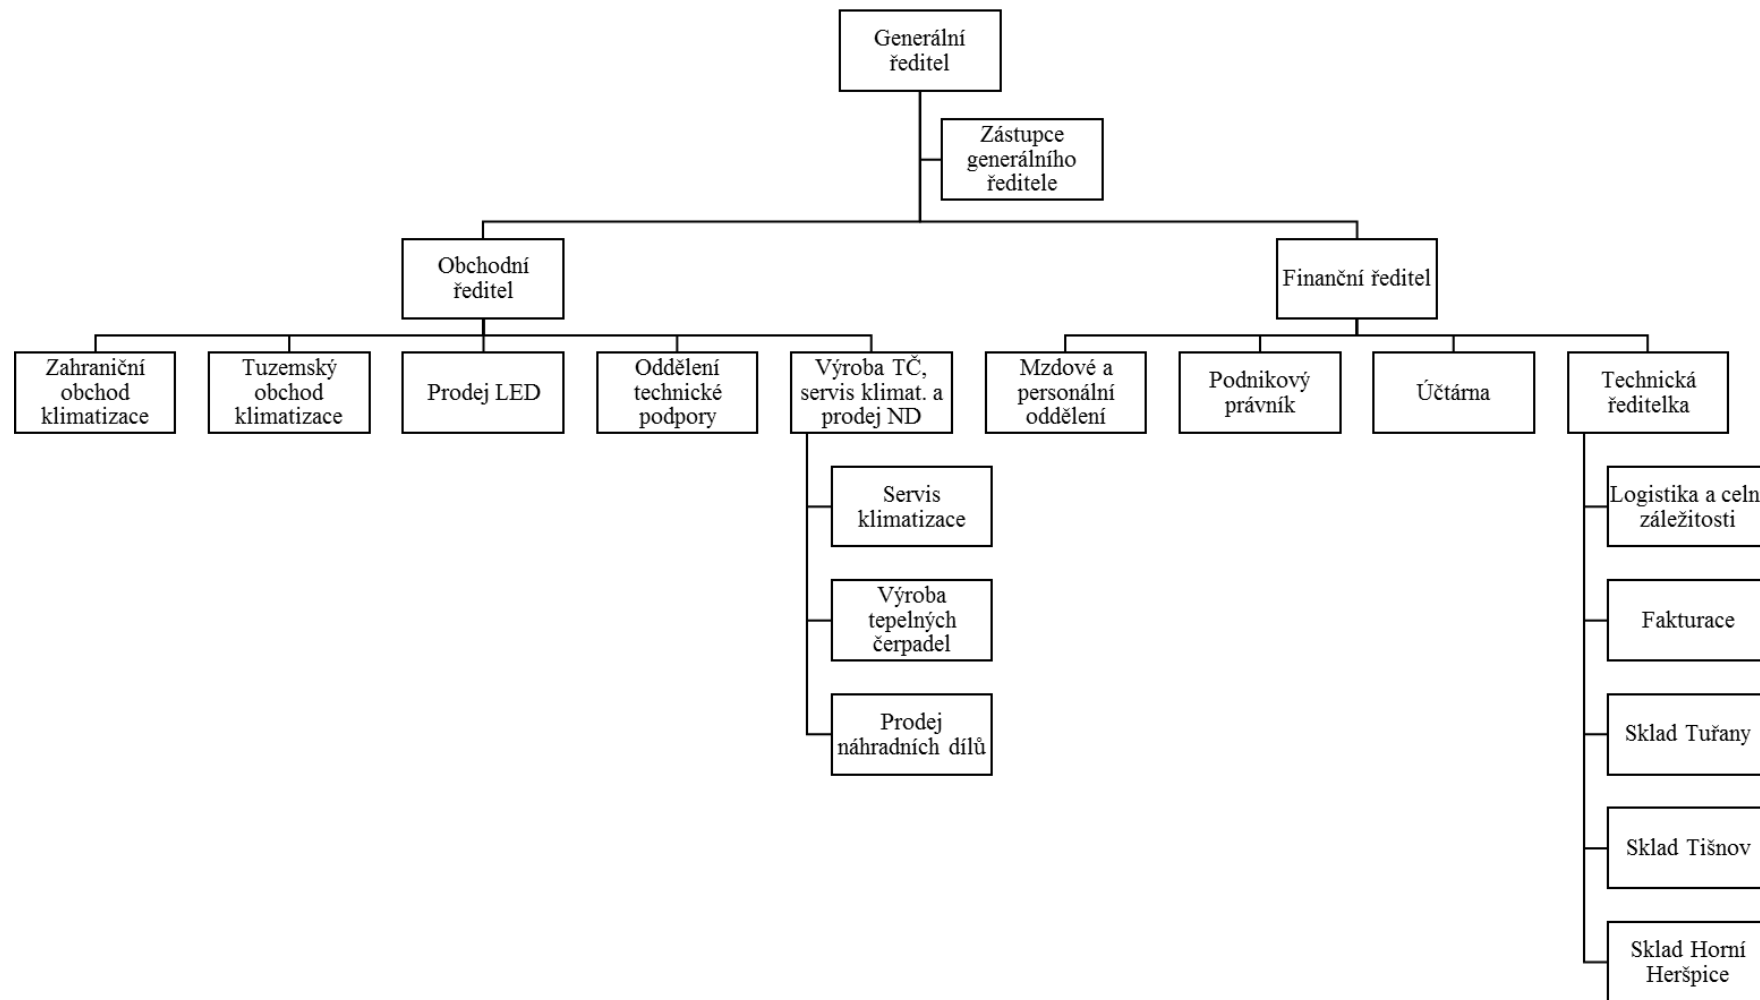 Generální
ředitel
Zástupce
generálního
ředitele
Obchodní
ředitel
Finanční ředitel
Zahraniční
obchod
klimatizace
Tuzemský
obchod
klimatizace
Prodej LED
Oddělení
technické
podpory
Výroba TČ,
servis klimat. a
prodej ND
Mzdové a
personální
oddělení
Podnikový
právník
Účtárna
Technická
ředitelka
Servis
klimatizace
Výroba
tepelných
čerpadel
Prodej
náhradních dílů
Logistika a celn
záležitosti
Fakturace
Sklad Tuřany
Sklad Tišnov
Sklad Horní
Heršpice